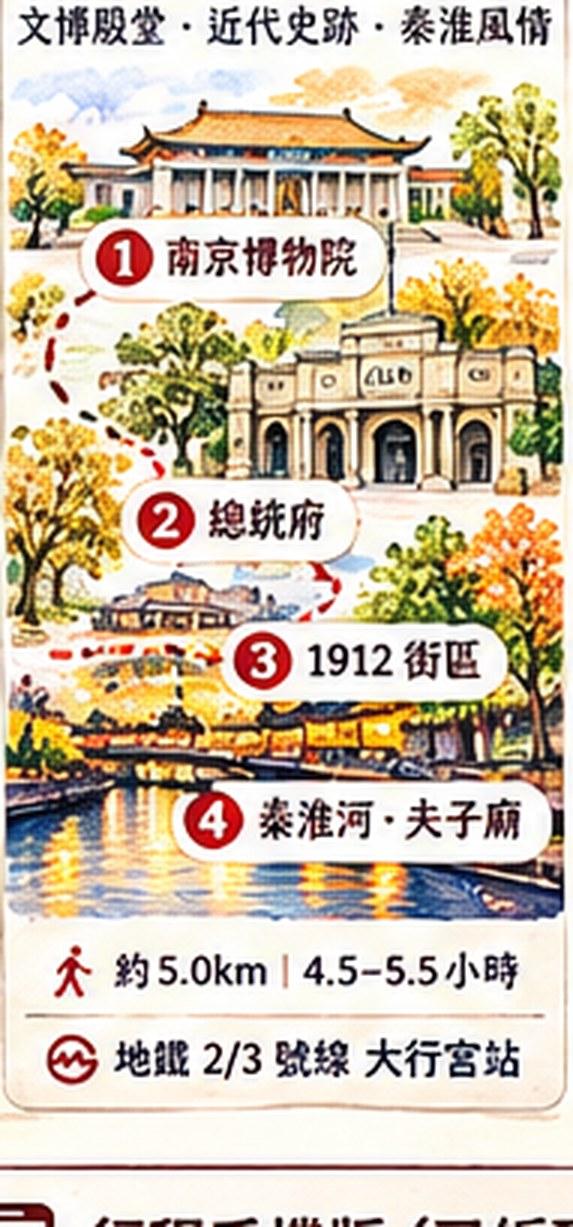 文博殿堂 · 近代史跡 · 秦淮風情
1 南京博物院
2 總統府
3 1912 街區
4 秦淮河 · 夫子廟
約 5.0km | 4.5–5.5 小時
地鐵 2/3 號線 大行宮站